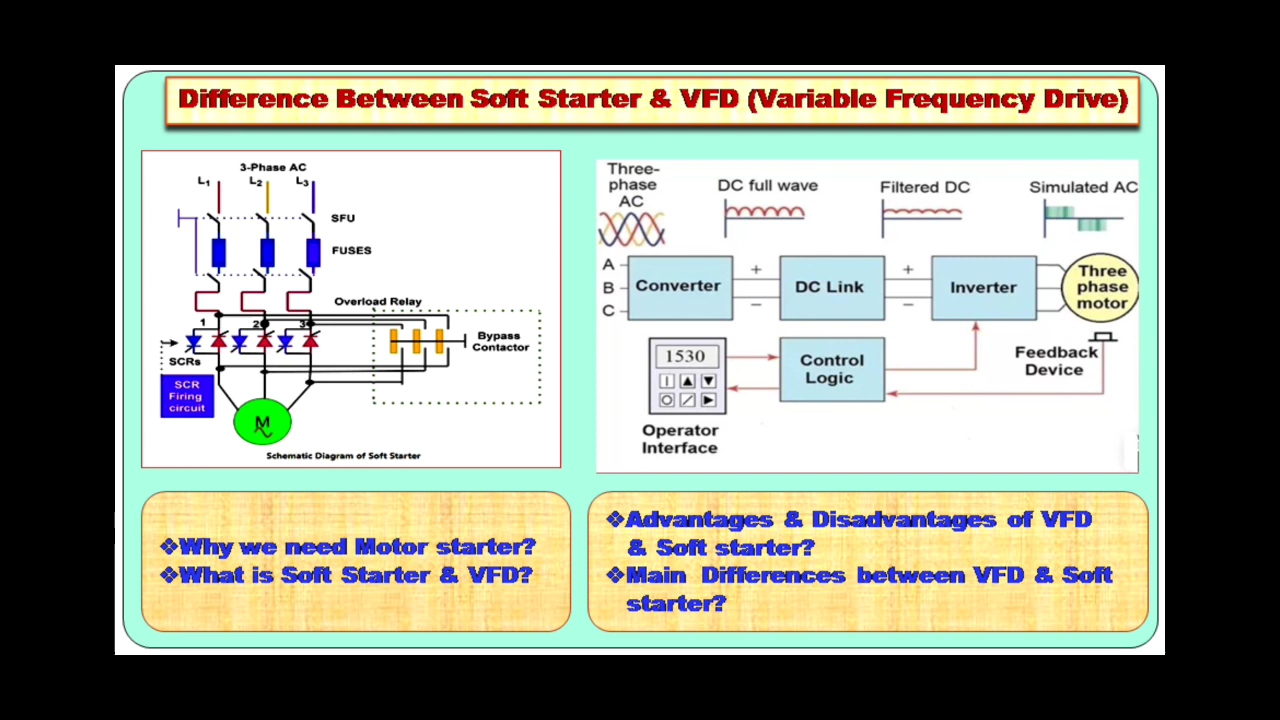 Difference Between Soft Starter & VFD (Variable Frequency Drive)
3-Phase AC
L1 L2 L3
SFU
FUSES
Overload Relay
1 2 3
Bypass
Contactor
SCRs
SCR
Firing
circuit
M
Schematic Diagram of Soft Starter
Three-
phase
AC
DC full wave
Filtered DC
Simulated AC
A
B
C
Converter
+
−
DC Link
+
−
Inverter
Three
phase
motor
1530
Control
Logic
Feedback
Device
Operator
Interface
❖Why we need Motor starter?
❖What is Soft Starter & VFD?
❖Advantages & Disadvantages of VFD
& Soft starter?
❖Main Differences between VFD & Soft
starter?